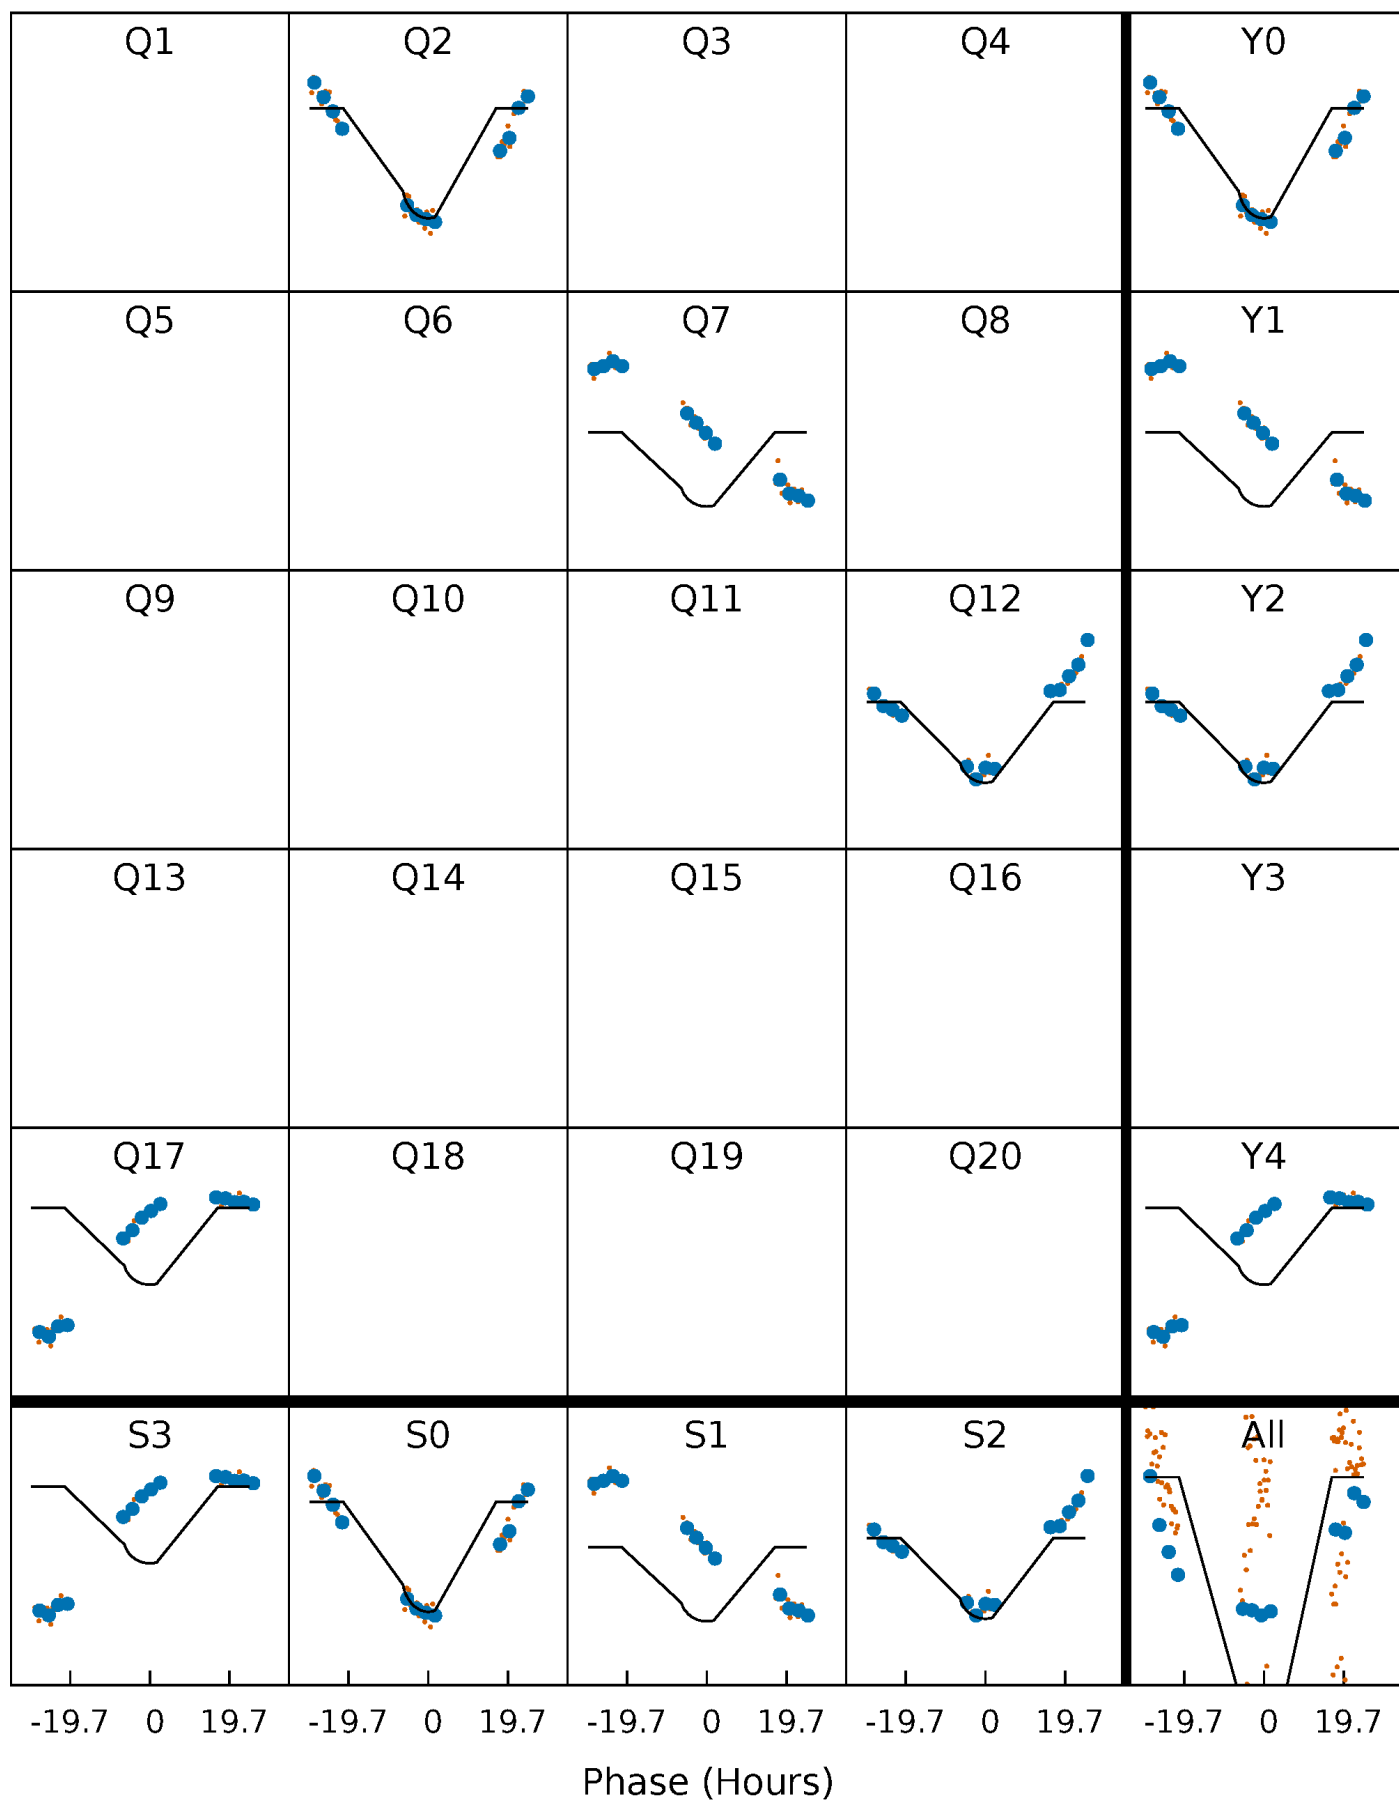 Q1 Q2 Q3 Q4 Y0
Q5 Q6 Q7 Q8 Y1
Q9 Q10 Q11 Q12 Y2
Q13 Q14 Q15 Q16 Y3
Q17 Q18 Q19 Q20 Y4
S3 S0 S1 S2 All
-19.7 0 19.7 -19.7 0 19.7 -19.7 0 19.7 -19.7 0 19.7 -19.7 0 19.7
Phase (Hours)